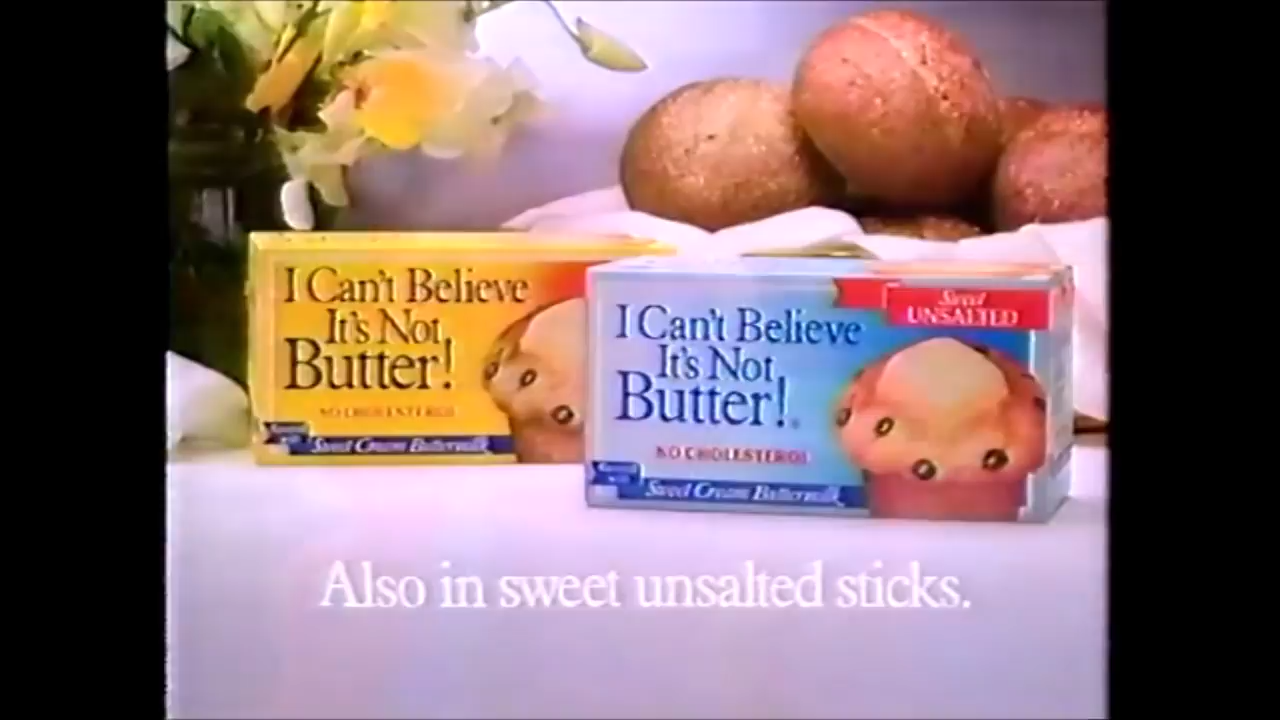 I Can't Believe
It's Not
Butter!
NO CHOLESTEROL
Sweet Cream Buttermilk
Sweet
UNSALTED
I Can't Believe
It's Not
Butter!
NO CHOLESTEROL
Sweet Cream Buttermilk
Also in sweet unsalted sticks.